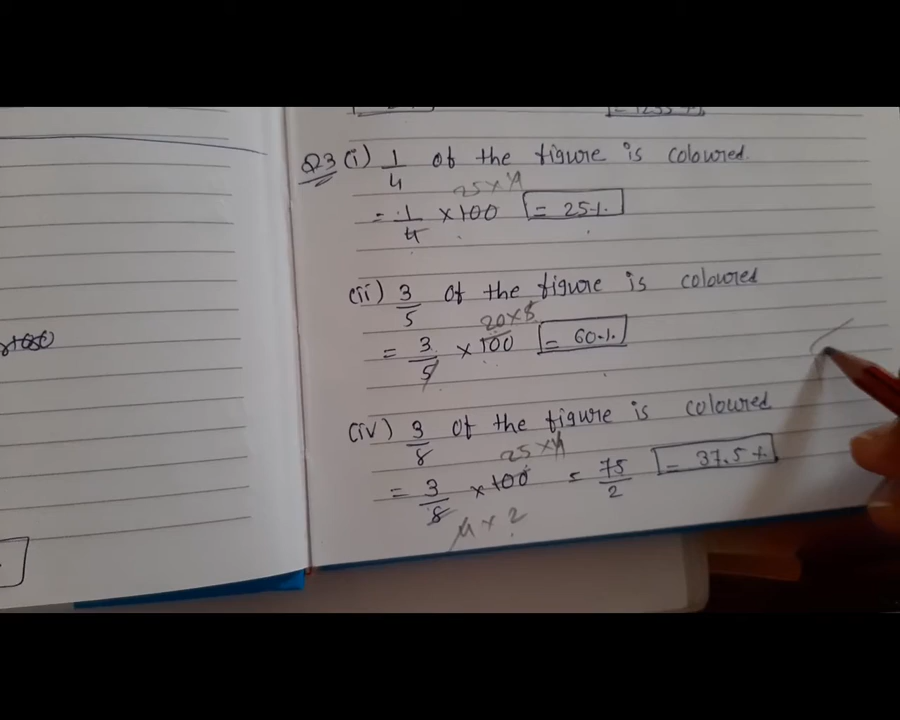 = 1235 %
Q3 (i) 1/4 of the figure is coloured.
25 × 4
= 1/4 × 100 = 25%.
(ii) 3/5 of the figure is coloured
20 × 5
= 3/5 × 100 = 60%.
(iv) 3/8 of the figure is coloured
25 × 4
= 3/8 × 100 = 75/2 = 37.5 %
4 × 2